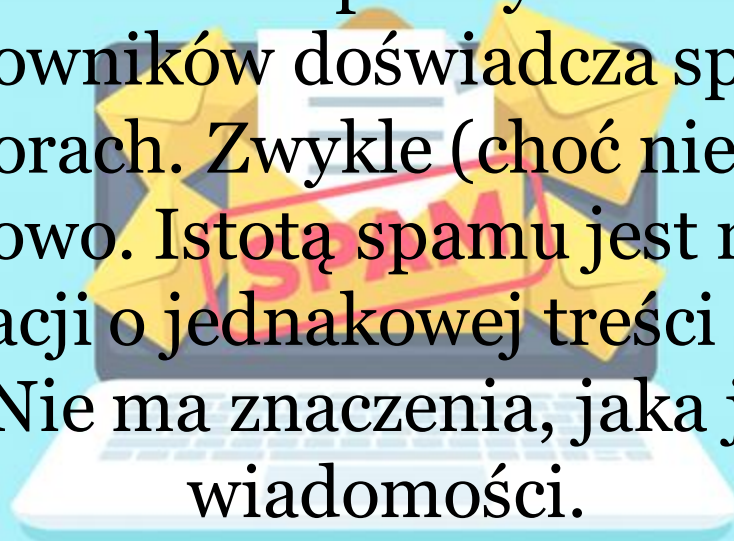 owników doświadcza sp
orach. Zwykle (choć nie
owo. Istotą spamu jest
SPAM
acji o jednakowej treści
Nie ma znaczenia, jaka j
wiadomości.